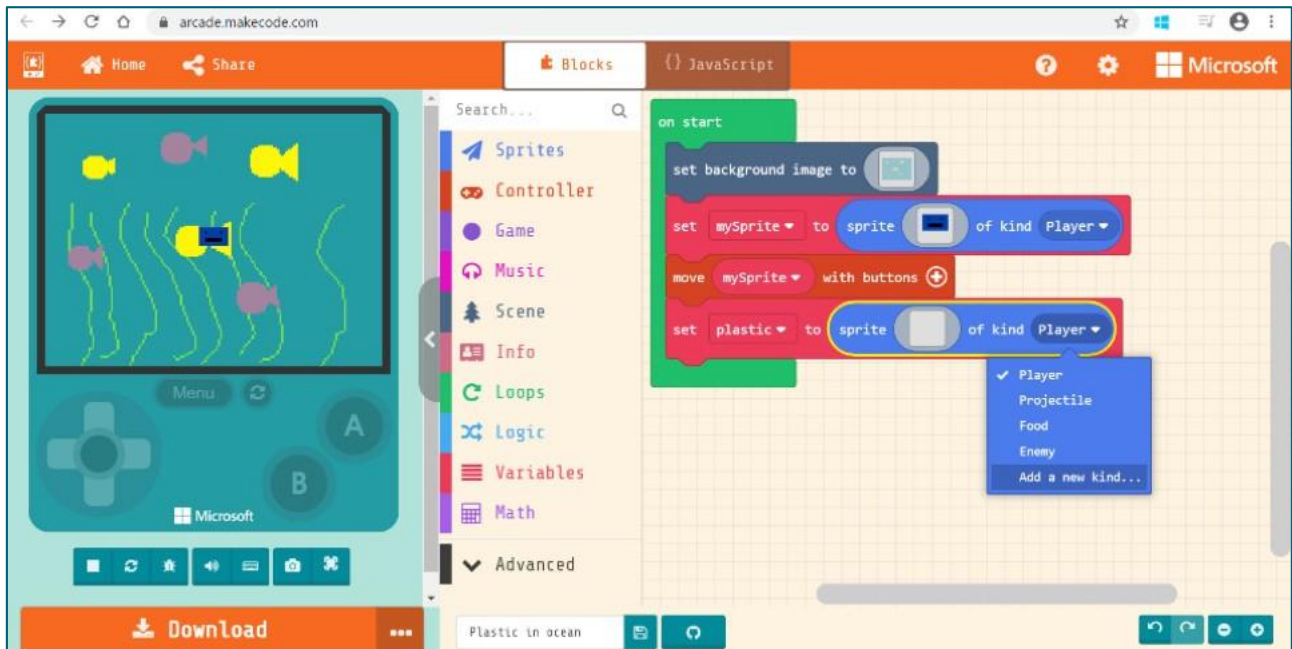 arcade.makecode.com
Home
Share
Blocks
{} JavaScript
Microsoft
Menu
A
B
Microsoft
Download
Search...
Sprites
Controller
Game
Music
Scene
Info
Loops
Logic
Variables
Math
Advanced
on start
set background image to
set mySprite to sprite of kind Player
move mySprite with buttons
set plastic to sprite of kind Player
Player
Projectile
Food
Enemy
Add a new kind...
Plastic in ocean